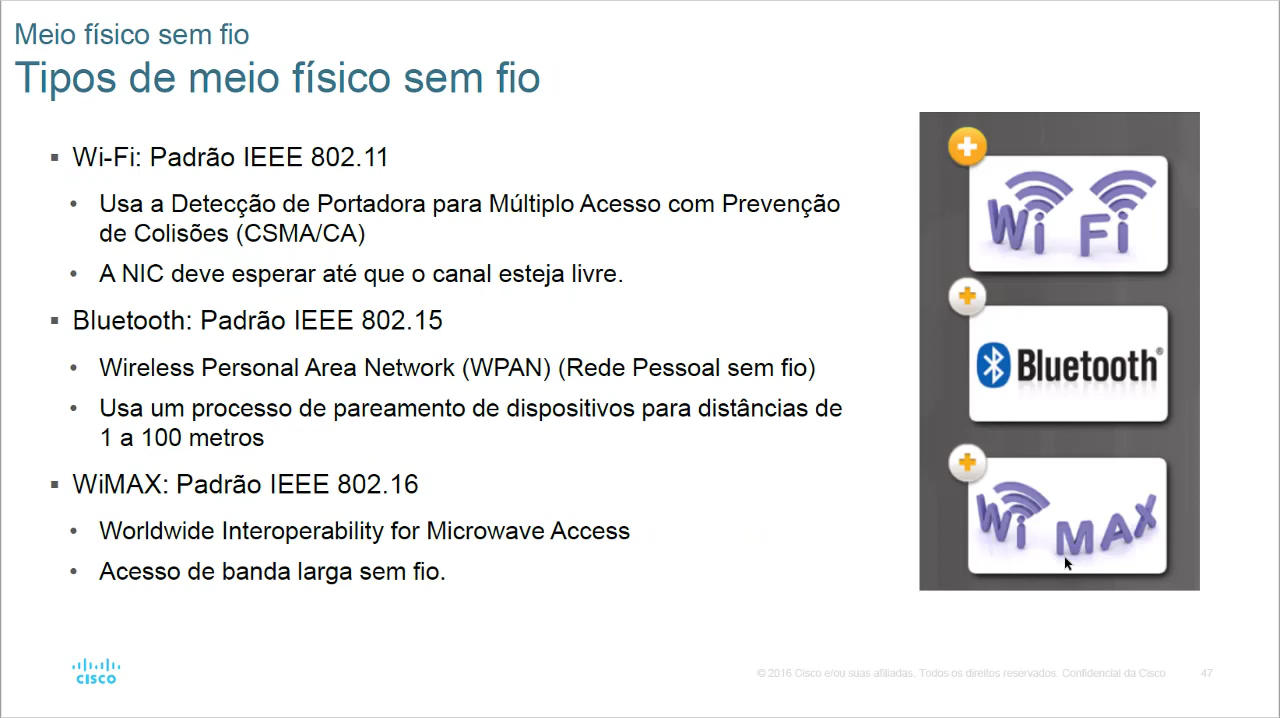 Meio físico sem fio
Tipos de meio físico sem fio
▪ Wi-Fi: Padrão IEEE 802.11
• Usa a Detecção de Portadora para Múltiplo Acesso com Prevenção
de Colisões (CSMA/CA)
• A NIC deve esperar até que o canal esteja livre.
▪ Bluetooth: Padrão IEEE 802.15
• Wireless Personal Area Network (WPAN) (Rede Pessoal sem fio)
• Usa um processo de pareamento de dispositivos para distâncias de
1 a 100 metros
▪ WiMAX: Padrão IEEE 802.16
• Worldwide Interoperability for Microwave Access
• Acesso de banda larga sem fio.
Wi Fi
Bluetooth®
Wi MAX
CISCO
© 2016 Cisco e/ou suas afiliadas. Todos os direitos reservados. Confidencial da Cisco
47